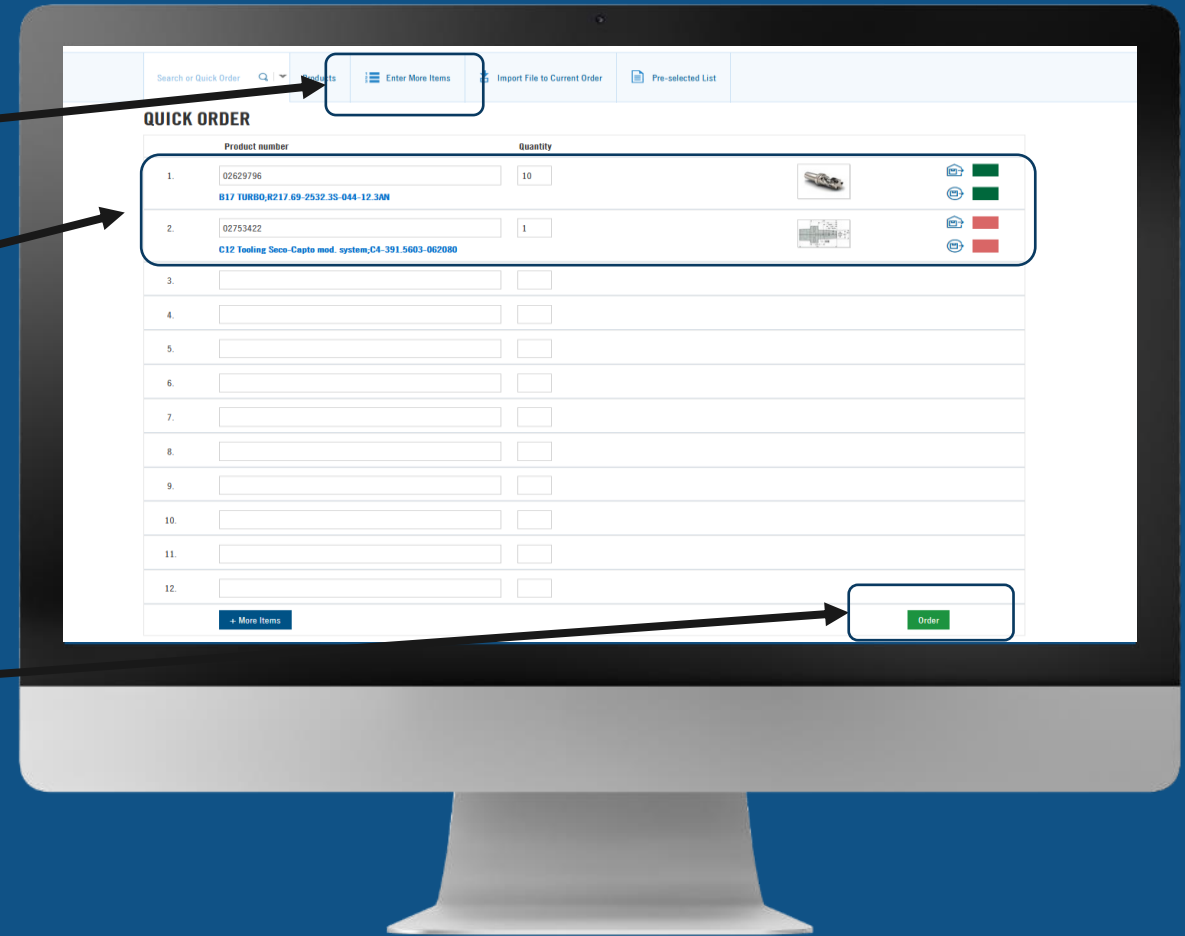 Search or Quick Order Products Enter More Items Import File to Current Order Pre-selected List
QUICK ORDER
Product number Quantity
1. 02629796 10
B17 TURBO;R217.69-2532.3S-044-12.3AN
2. 02753422 1
C12 Tooling Seco-Capto mod. system;C4-391.5603-062080
3.
4.
5.
6.
7.
8.
9.
10.
11.
12.
+ More Items Order